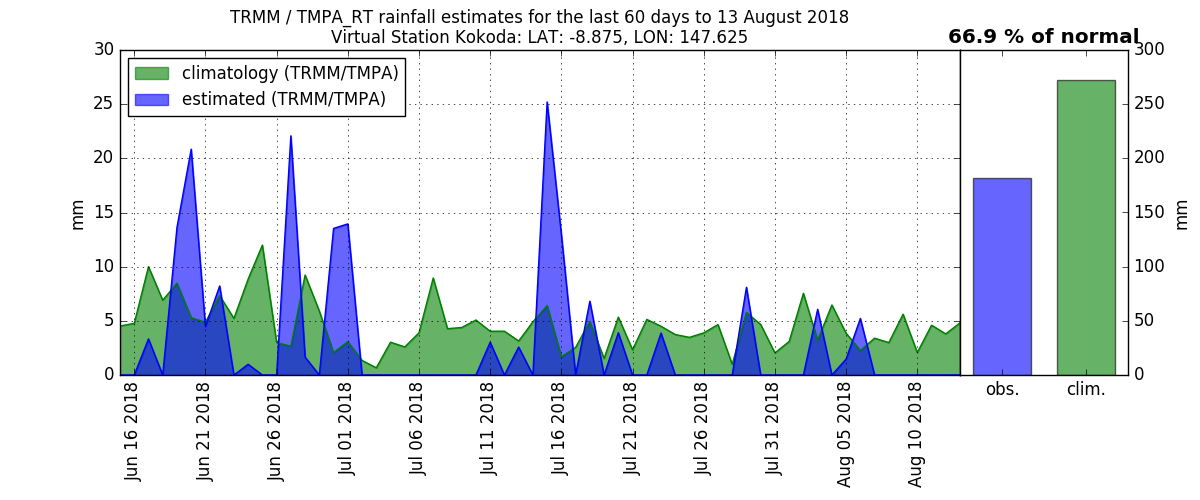 TRMM / TMPA_RT rainfall estimates for the last 60 days to 13 August 2018
Virtual Station Kokoda: LAT: -8.875, LON: 147.625
66.9 % of normal
climatology (TRMM/TMPA)
estimated (TRMM/TMPA)
mm
30
25
20
15
10
5
0
Jun 16 2018
Jun 21 2018
Jun 26 2018
Jul 01 2018
Jul 06 2018
Jul 11 2018
Jul 16 2018
Jul 21 2018
Jul 26 2018
Jul 31 2018
Aug 05 2018
Aug 10 2018
obs.
clim.
300
250
200
150
100
50
0
mm